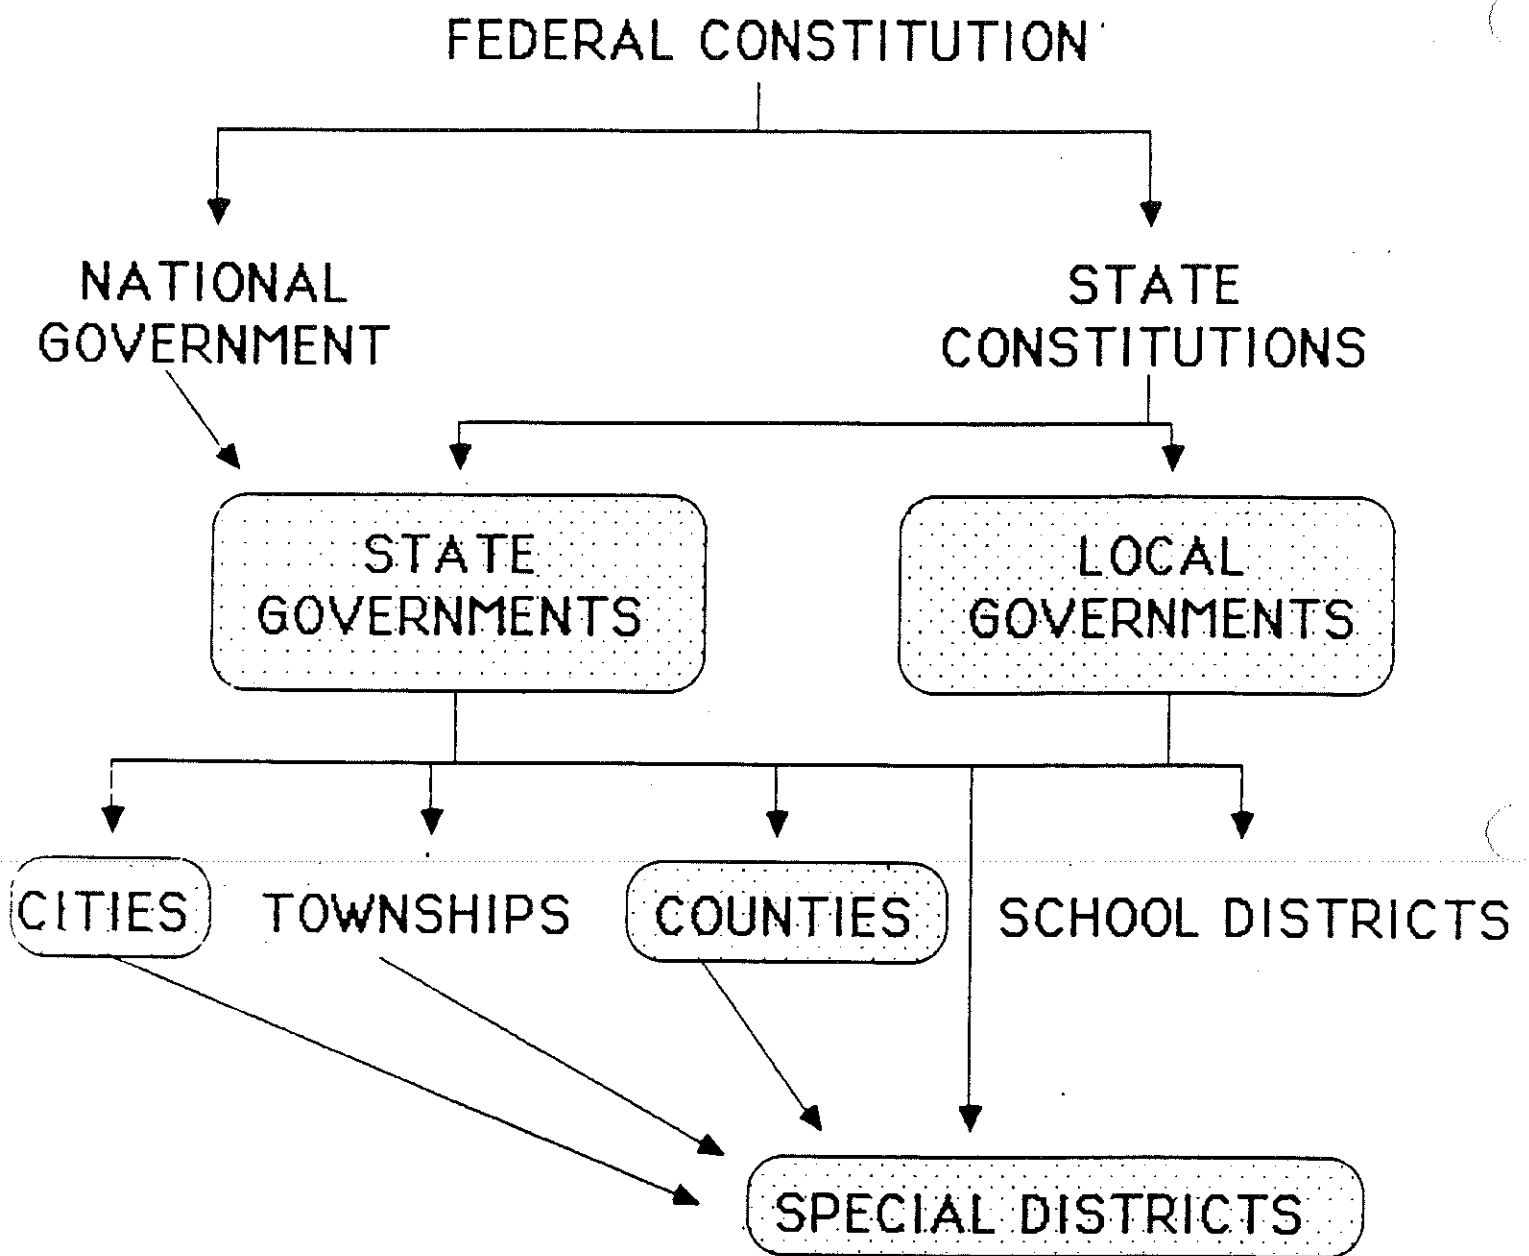 FEDERAL CONSTITUTION
NATIONAL
GOVERNMENT
STATE
CONSTITUTIONS
STATE
GOVERNMENTS
LOCAL
GOVERNMENTS
CITIES
TOWNSHIPS
COUNTIES
SCHOOL DISTRICTS
SPECIAL DISTRICTS